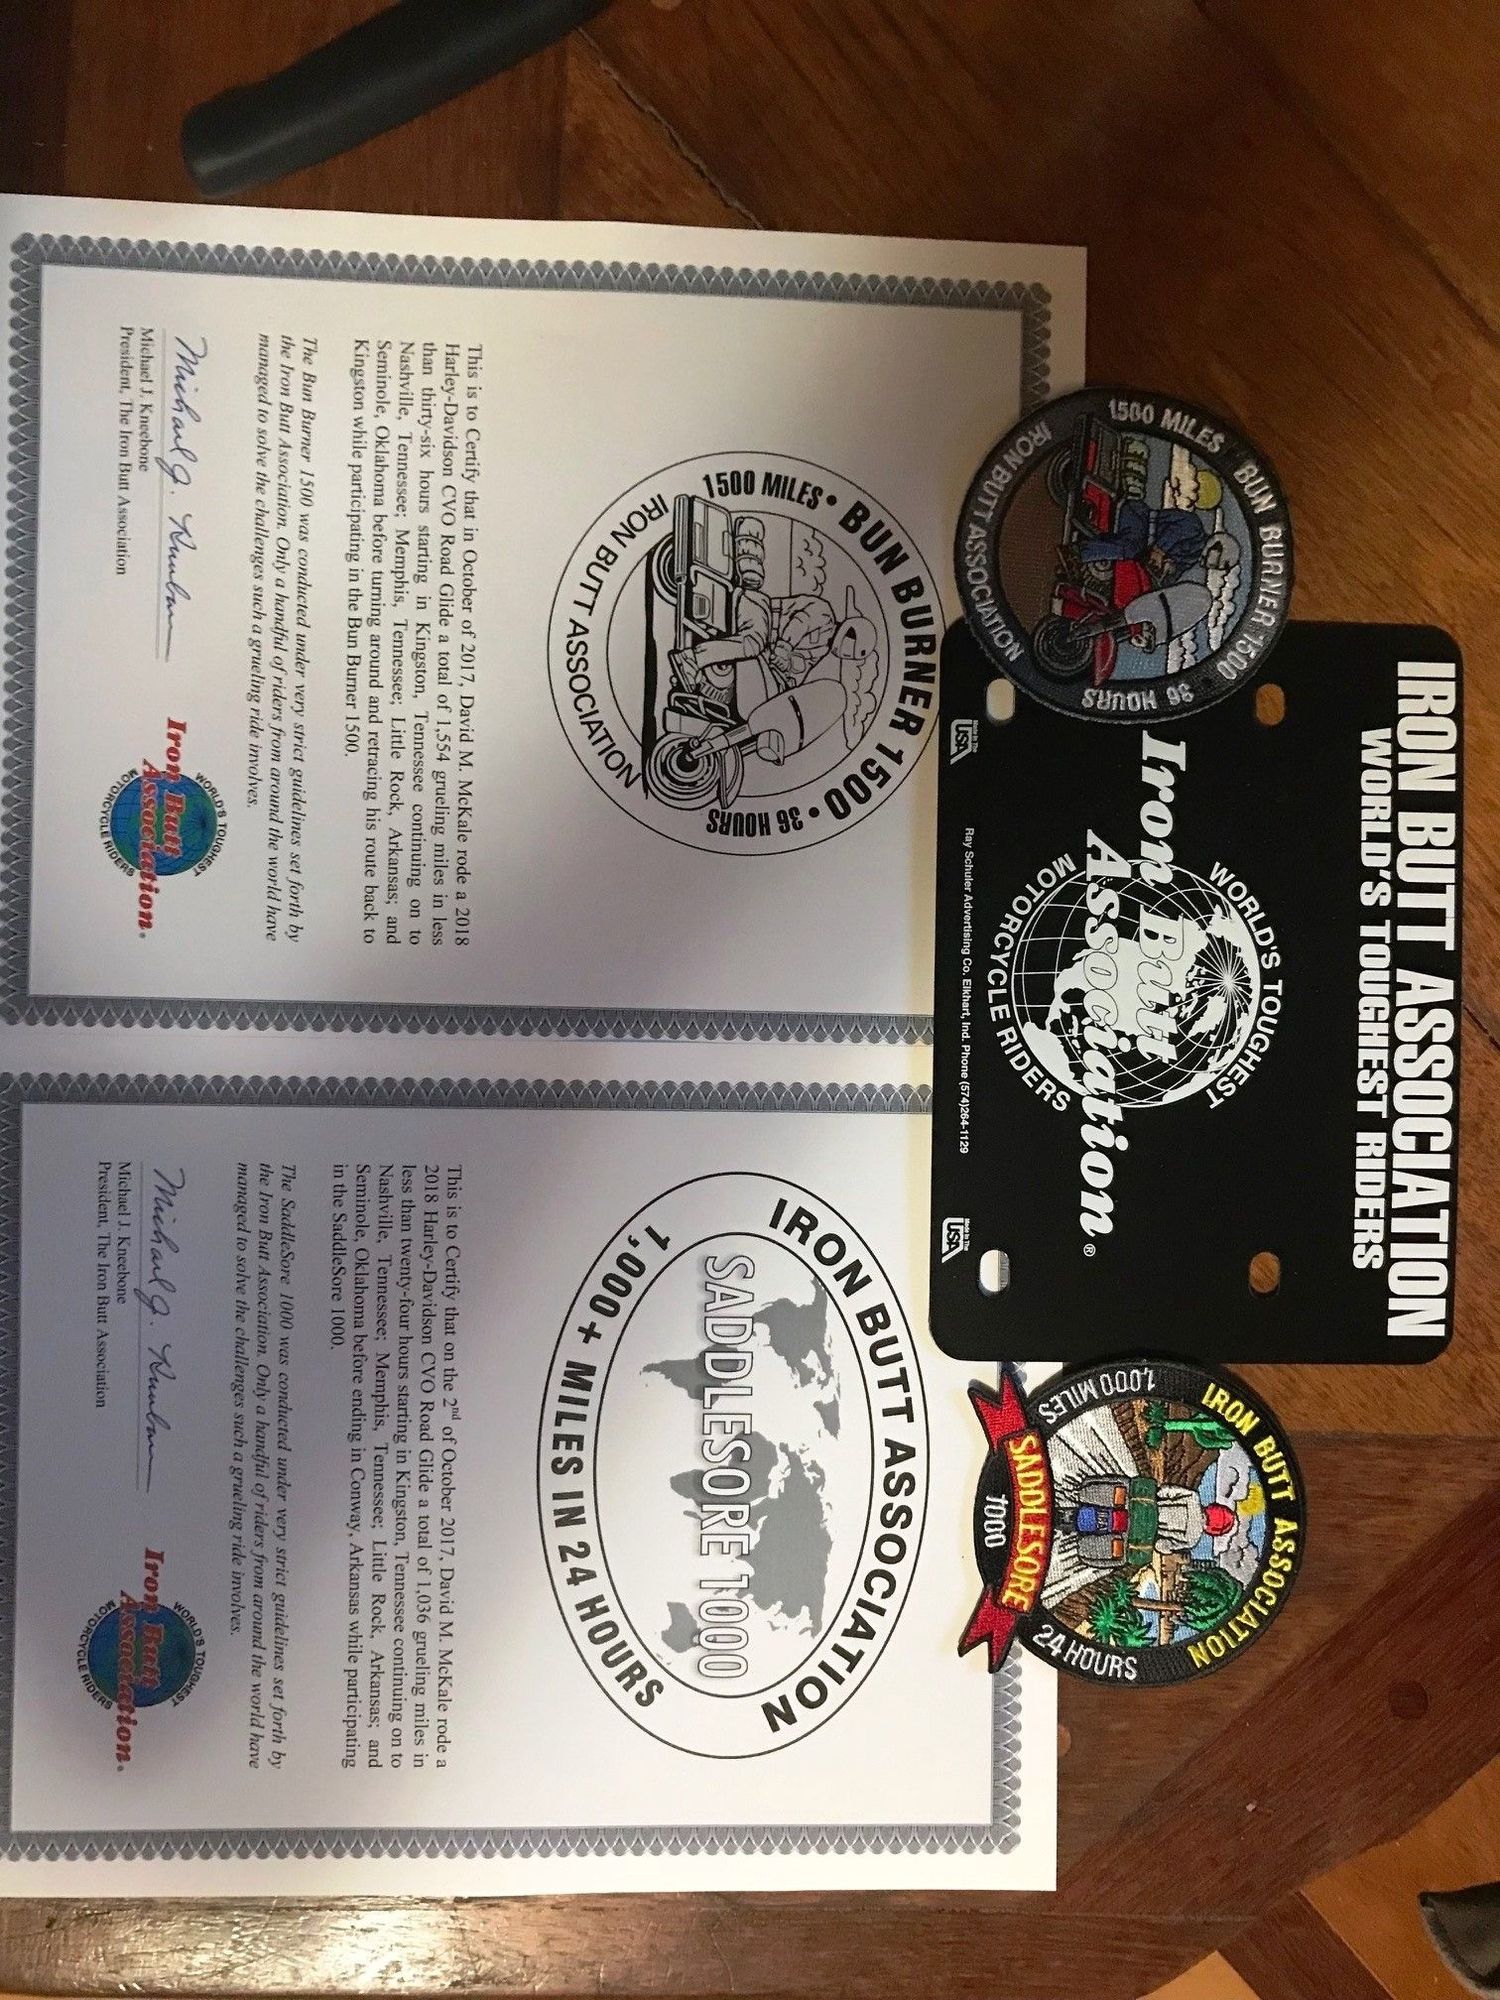 IRON BUTT ASSOCIATION
WORLD'S TOUGHEST RIDERS
WORLD'S TOUGHEST
Iron Butt
Association®
MOTORCYCLE RIDERS
Made In The
USA
Ray Schuler Advertising Co. Elkhart, Ind. Phone (574)264-1129
Made In The
USA
1500 MILES BUN BURNER 1500 36 HOURS
IRON BUTT ASSOCIATION
IRON BUTT ASSOCIATION
1,000 MILES
24 HOURS
SADDLESORE
1000
1500 MILES • BUN BURNER 1500 • 36 HOURS
IRON BUTT ASSOCIATION
This is to Certify that in October of 2017, David M. McKale rode a 2018
Harley-Davidson CVO Road Glide a total of 1,554 grueling miles in less
than thirty-six hours starting in Kingston, Tennessee continuing on to
Nashville, Tennessee; Memphis, Tennessee; Little Rock, Arkansas; and
Seminole, Oklahoma before turning around and retracing his route back to
Kingston while participating in the Bun Burner 1500.
The Bun Burner 1500 was conducted under very strict guidelines set forth by
the Iron Butt Association. Only a handful of riders from around the world have
managed to solve the challenges such a grueling ride involves.
Michael J. Kneebone
Michael J. Kneebone
President, The Iron Butt Association
WORLD'S TOUGHEST
Iron Butt
Association®
MOTORCYCLE RIDERS
IRON BUTT ASSOCIATION
SADDLESORE 1000
1,000+ MILES IN 24 HOURS
This is to Certify that on the 2nd of October 2017, David M. McKale rode a
2018 Harley-Davidson CVO Road Glide a total of 1,036 grueling miles in
less than twenty-four hours starting in Kingston, Tennessee continuing on to
Nashville, Tennessee; Memphis, Tennessee; Little Rock, Arkansas; and
Seminole, Oklahoma before ending in Conway, Arkansas while participating
in the SaddleSore 1000.
The SaddleSore 1000 was conducted under very strict guidelines set forth by
the Iron Butt Association. Only a handful of riders from around the world have
managed to solve the challenges such a grueling ride involves.
Michael J. Kneebone
Michael J. Kneebone
President, The Iron Butt Association
WORLD'S TOUGHEST
Iron Butt
Association®
MOTORCYCLE RIDERS